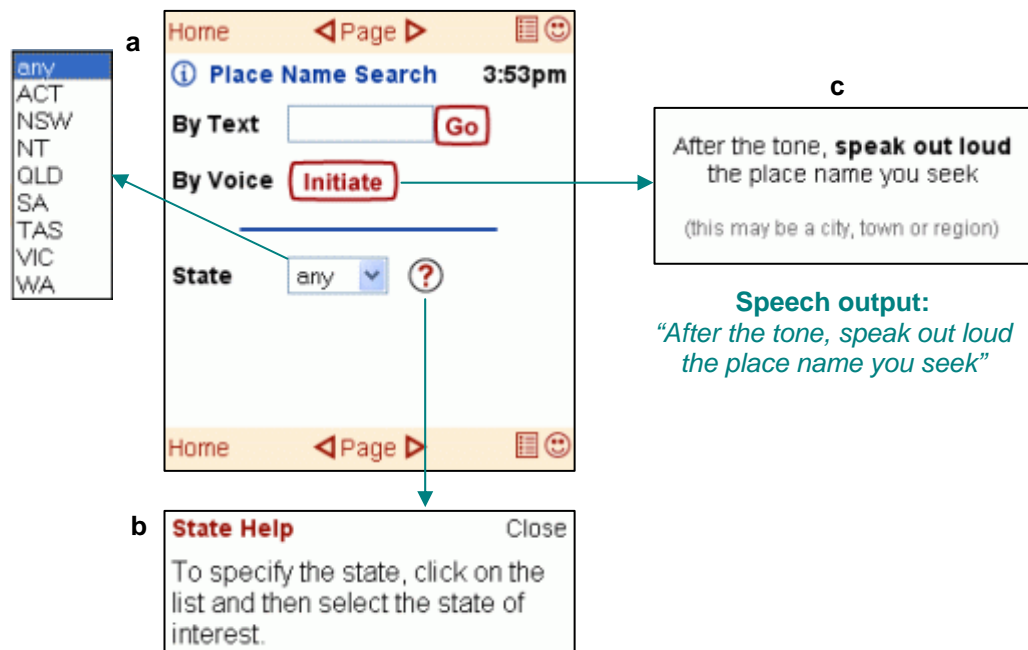 a
any
ACT
NSW
NT
QLD
SA
TAS
VIC
WA
Home Page
Place Name Search 3:53pm
By Text Go
By Voice Initiate
State any ?
Home Page
c
After the tone, speak out loud
the place name you seek
(this may be a city, town or region)
Speech output:
“After the tone, speak out loud
the place name you seek”
b
State Help Close
To specify the state, click on the
list and then select the state of
interest.